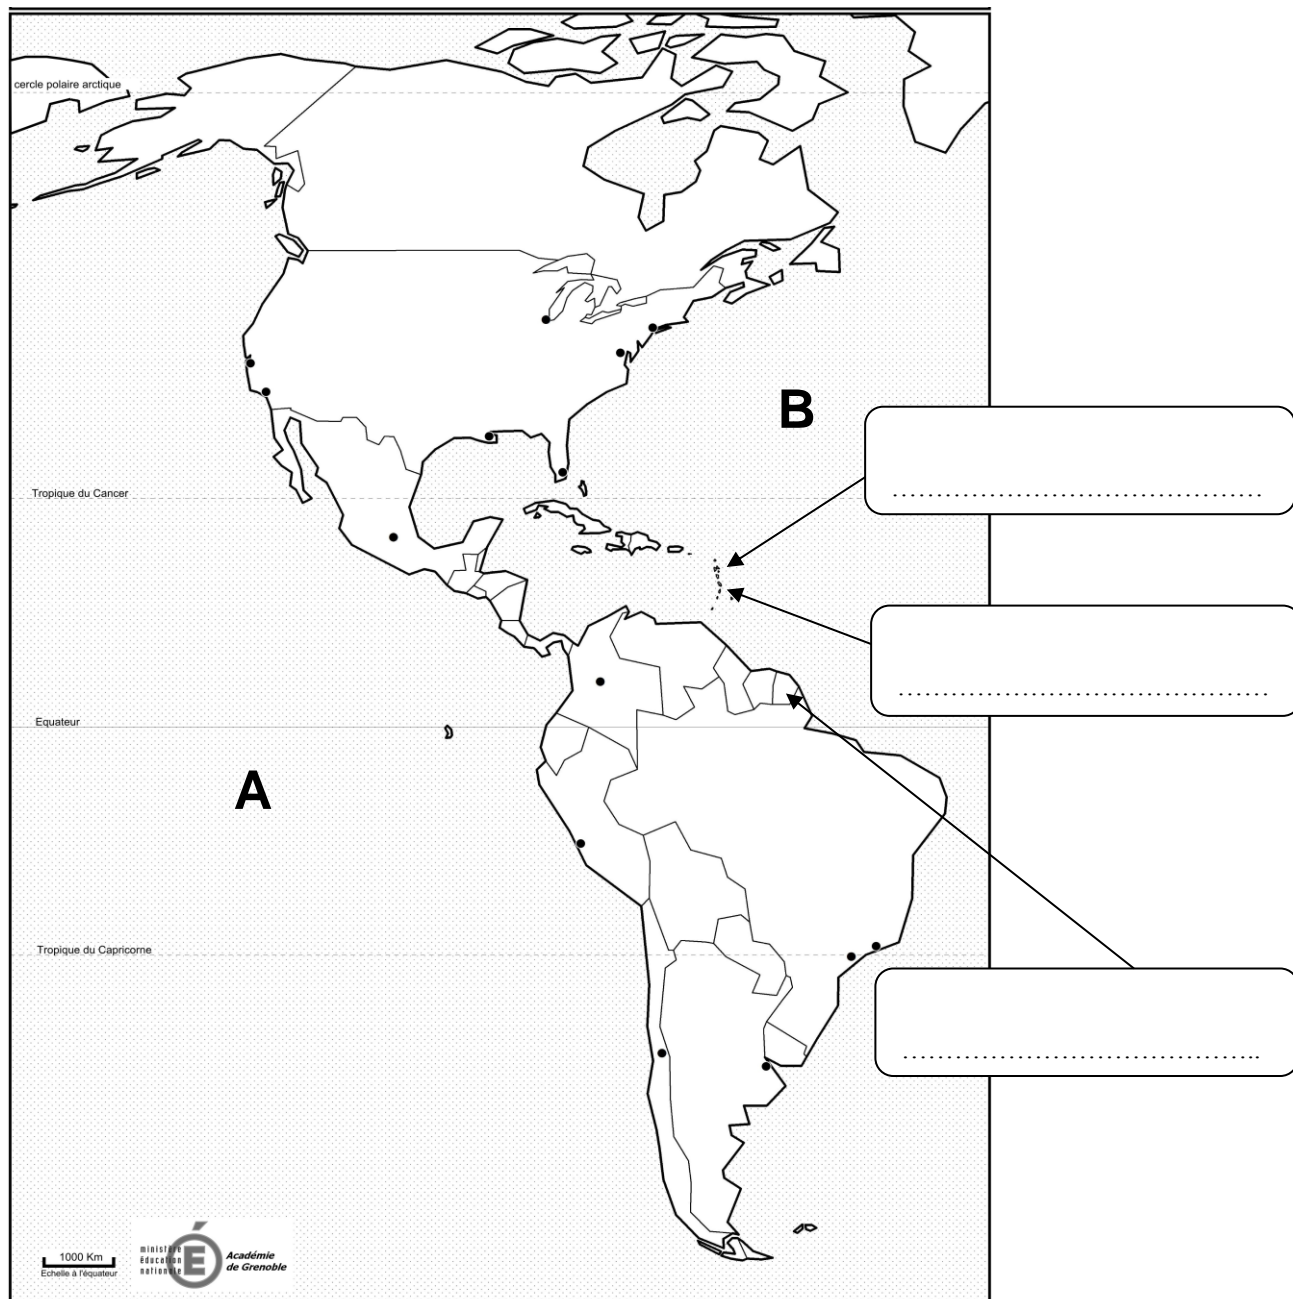 cercle polaire arctique
B
Tropique du Cancer
Equateur
A
Tropique du Capricorne
1000 Km
Echelle à l'équateur
ministère
éducation
nationale
É
Académie
de Grenoble